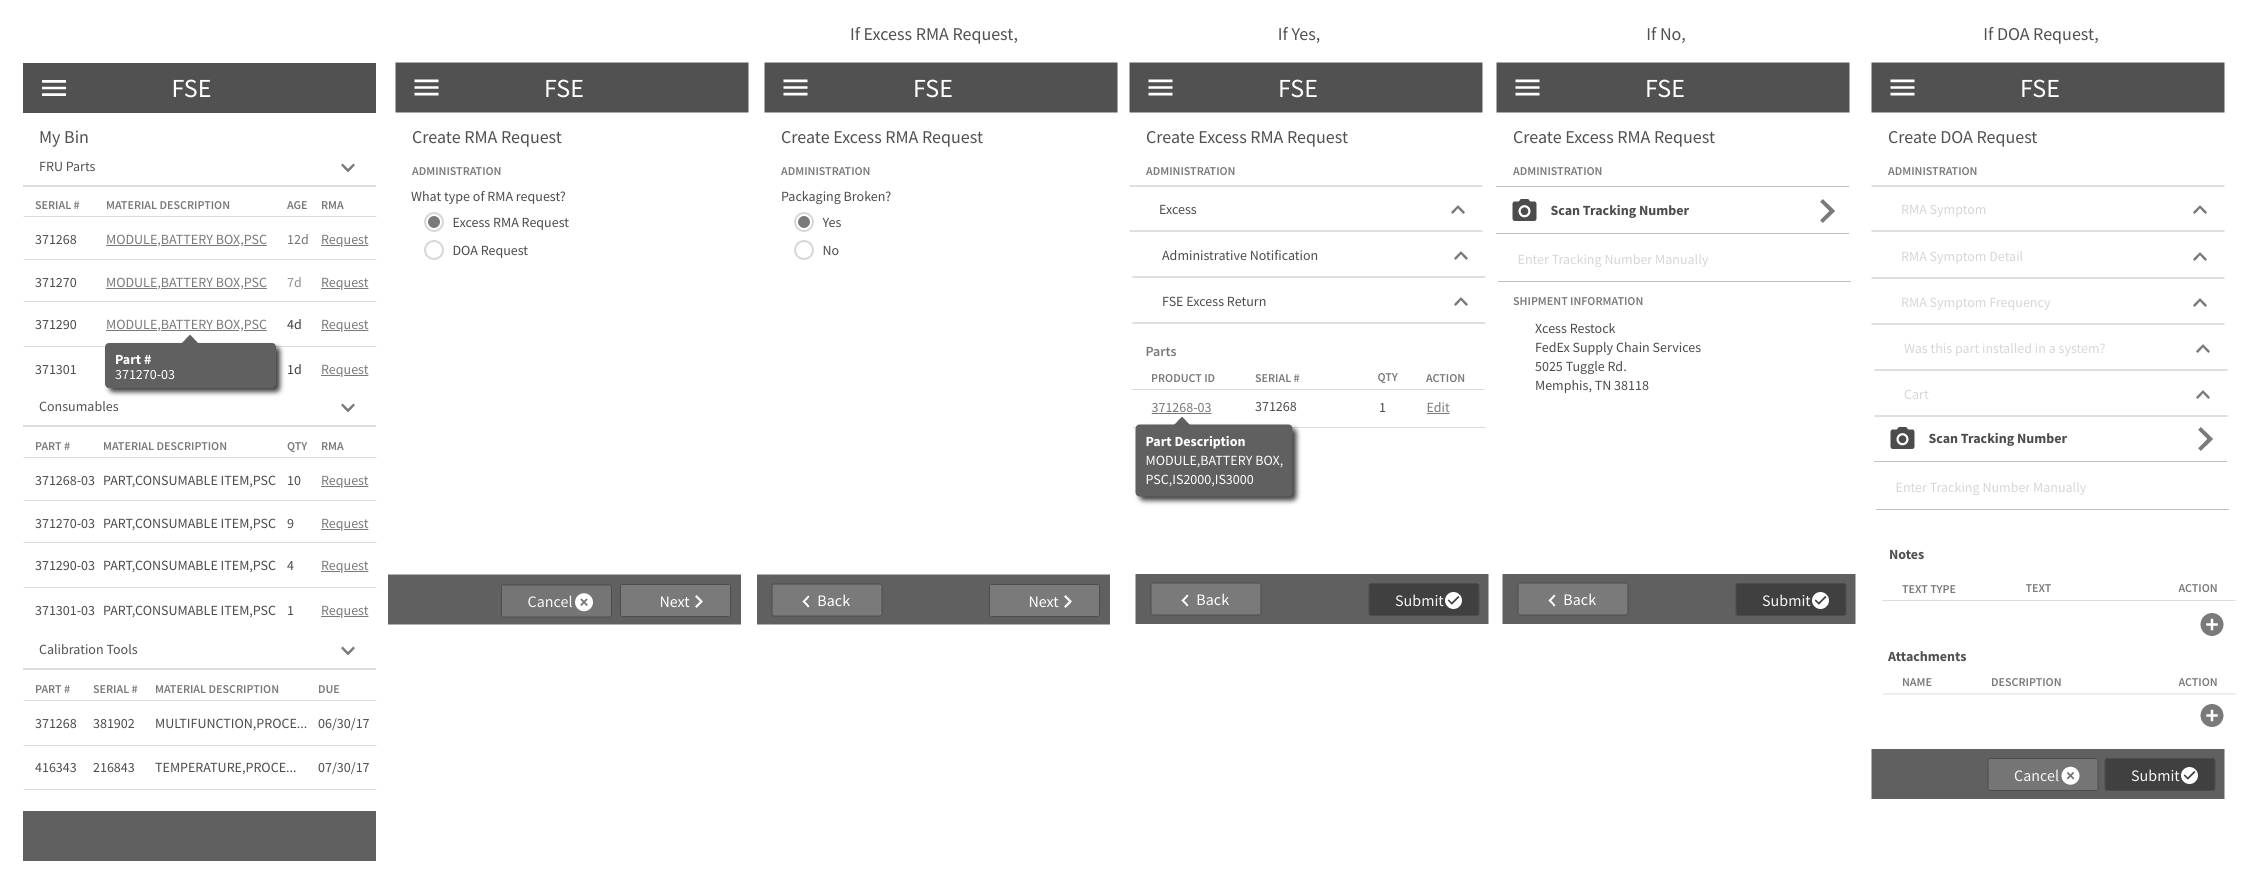 If Excess RMA Request,
If Yes,
If No,
If DOA Request,
FSE
My Bin
FRU Parts
SERIAL # MATERIAL DESCRIPTION AGE RMA
371268 MODULE,BATTERY BOX,PSC 12d Request
371270 MODULE,BATTERY BOX,PSC 7d Request
371290 MODULE,BATTERY BOX,PSC 4d Request
Part #
371270-03
371301 1d Request
Consumables
PART # MATERIAL DESCRIPTION QTY RMA
371268-03 PART,CONSUMABLE ITEM,PSC 10 Request
371270-03 PART,CONSUMABLE ITEM,PSC 9 Request
371290-03 PART,CONSUMABLE ITEM,PSC 4 Request
371301-03 PART,CONSUMABLE ITEM,PSC 1 Request
Calibration Tools
PART # SERIAL # MATERIAL DESCRIPTION DUE
371268 381902 MULTIFUNCTION,PROCE... 06/30/17
416343 216843 TEMPERATURE,PROCE... 07/30/17
FSE
Create RMA Request
ADMINISTRATION
What type of RMA request?
Excess RMA Request
DOA Request
Cancel Next
FSE
Create Excess RMA Request
ADMINISTRATION
Packaging Broken?
Yes
No
Back Next
FSE
Create Excess RMA Request
ADMINISTRATION
Excess
Administrative Notification
FSE Excess Return
Parts
PRODUCT ID SERIAL # QTY ACTION
371268-03 371268 1 Edit
Part Description
MODULE,BATTERY BOX,
PSC,IS2000,IS3000
Back Submit
FSE
Create Excess RMA Request
ADMINISTRATION
Scan Tracking Number
Enter Tracking Number Manually
SHIPMENT INFORMATION
Xcess Restock
FedEx Supply Chain Services
5025 Tuggle Rd.
Memphis, TN 38118
Back Submit
FSE
Create DOA Request
ADMINISTRATION
RMA Symptom
RMA Symptom Detail
RMA Symptom Frequency
Was this part installed in a system?
Cart
Scan Tracking Number
Enter Tracking Number Manually
Notes
TEXT TYPE TEXT ACTION
Attachments
NAME DESCRIPTION ACTION
Cancel Submit